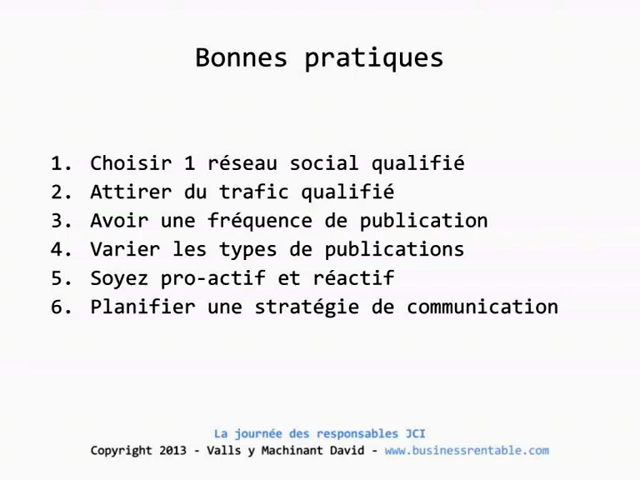 Bonnes pratiques
1. Choisir 1 réseau social qualifié
2. Attirer du trafic qualifié
3. Avoir une fréquence de publication
4. Varier les types de publications
5. Soyez pro-actif et réactif
6. Planifier une stratégie de communication
La journée des responsables JCI
Copyright 2013 - Valls y Machinant David - www.businessrentable.com